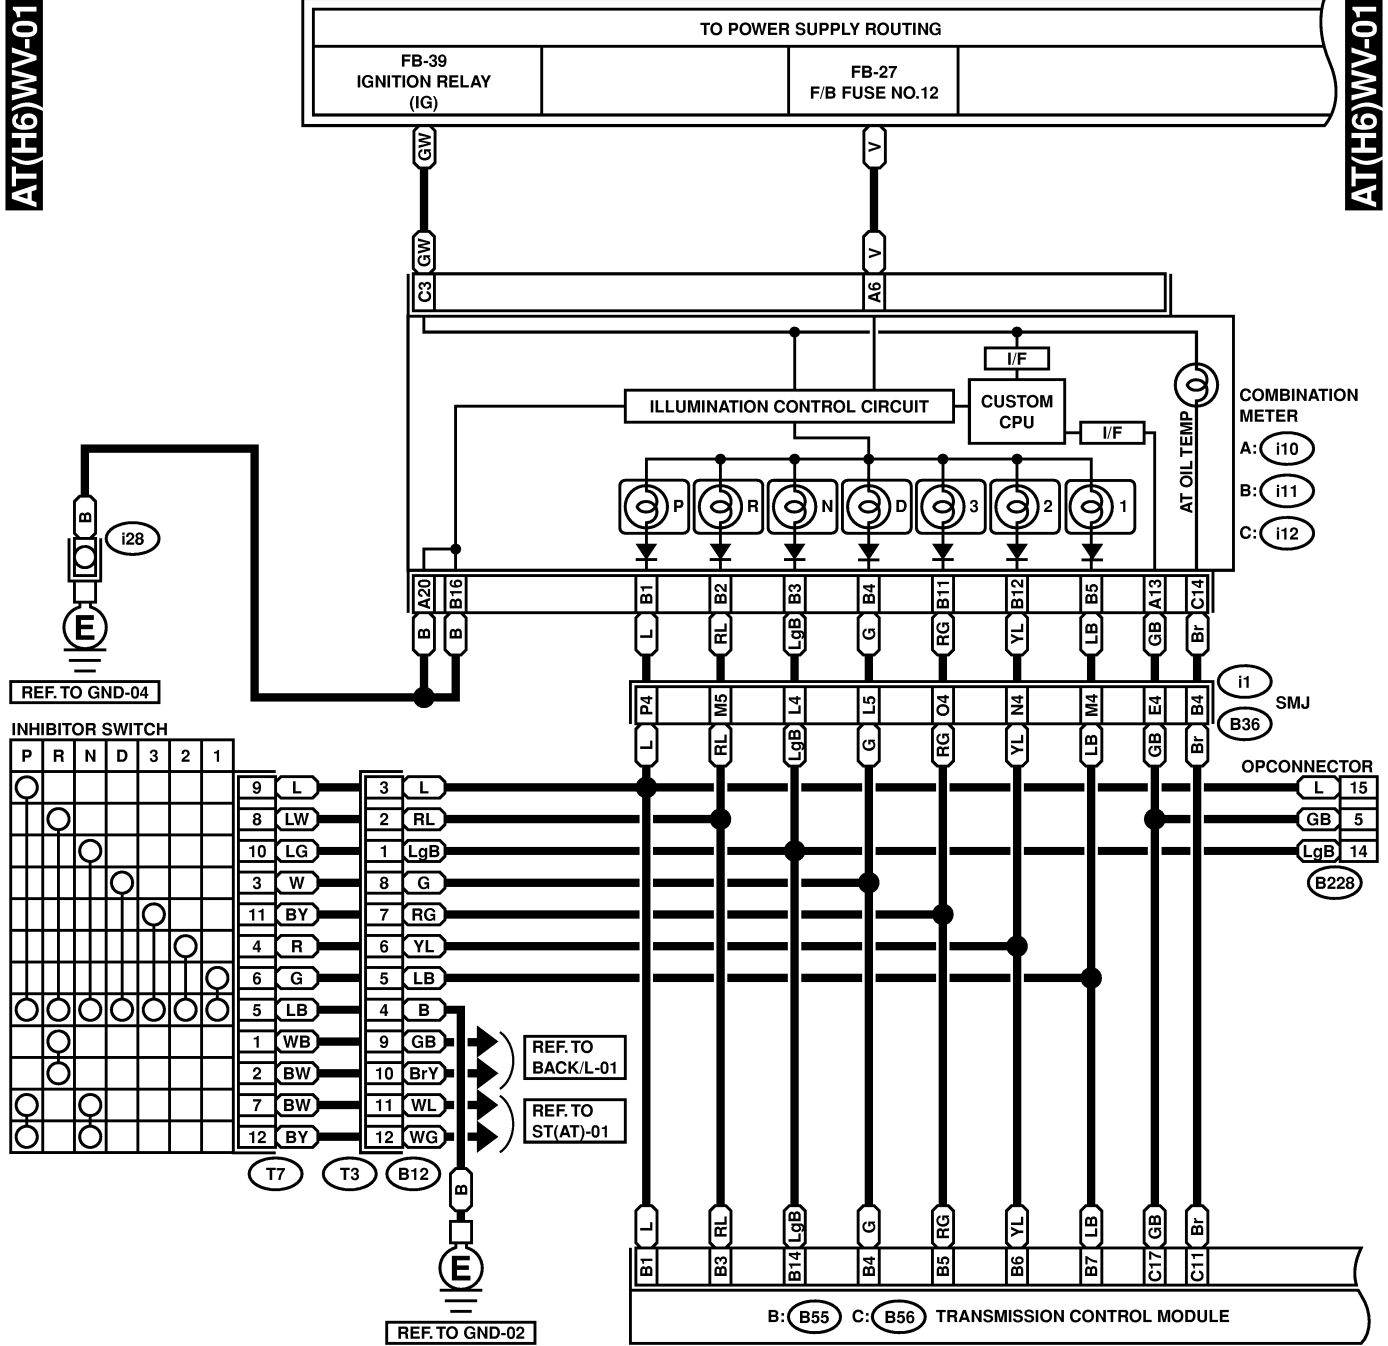 AT(H6)WV-01
AT(H6)WV-01
TO POWER SUPPLY ROUTING
FB-39
IGNITION RELAY
(IG)
FB-27
F/B FUSE NO.12
GW
V
GW
V
C3
A6
I/F
ILLUMINATION CONTROL CIRCUIT
CUSTOM
CPU
I/F
AT OIL TEMP
COMBINATION
METER
A: i10
B: i11
C: i12
P
R
N
D
3
2
1
B
i28
E
REF. TO GND-04
A20 B16 B1 B2 B3 B4 B11 B12 B5 A13 C14
B B L RL LgB G RG YL LB GB Br
P4 M5 L4 L5 O4 N4 M4 E4 B4
i1
SMJ
B36
L RL LgB G RG YL LB GB Br
INHIBITOR SWITCH
P R N D 3 2 1
OPCONNECTOR
9 L 3 L L 15
8 LW 2 RL GB 5
10 LG 1 LgB LgB 14
B228
3 W 8 G
11 BY 7 RG
4 R 6 YL
6 G 5 LB
5 LB 4 B
1 WB 9 GB
2 BW 10 BrY
7 BW 11 WL
12 BY 12 WG
REF. TO
BACK/L-01
REF. TO
ST(AT)-01
T7
T3
B12
B
E
REF. TO GND-02
L RL LgB G RG YL LB GB Br
B1 B3 B14 B4 B5 B6 B7 C17 C11
B: B55 C: B56 TRANSMISSION CONTROL MODULE